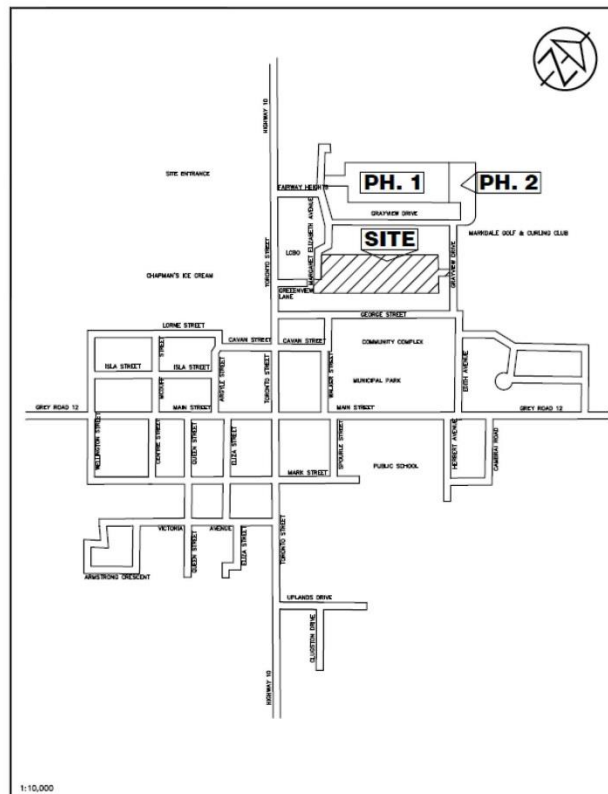 HIGHWAY 10
SITE ENTRANCE
FAIRWAY HEIGHTS
PH. 1
PH. 2
GRAYVIEW DRIVE
MARGARET ELIZABETH AVENUE
LOBO
SITE
GRAYVIEW DRIVE
MARKDALE GOLF & CURLING CLUB
TORONTO STREET
CHAPMAN'S ICE CREAM
GREENVIEW
LANE
GEORGE STREET
LORNE STREET
CAVAN STREET
CAVAN STREET
COMMUNITY COMPLEX
ISLA STREET
STREET
ISLA STREET
ARGYLE STREET
TORONTO STREET
WALKER STREET
MUNICIPAL PARK
EDISH AVENUE
GREY ROAD 12
MAIN STREET
MAIN STREET
GREY ROAD 12
WELLINGTON STREET
CENTRE STREET
QUEEN STREET
ELIZA STREET
MARK STREET
SPROULE STREET
PUBLIC SCHOOL
HERBERT AVENUE
CAMBRAI ROAD
VICTORIA
AVENUE
QUEEN STREET
ELIZA STREET
TORONTO STREET
ARMSTRONG CRESCENT
UPLANDS DRIVE
CLUGSTON DRIVE
HIGHWAY 10
1:10,000